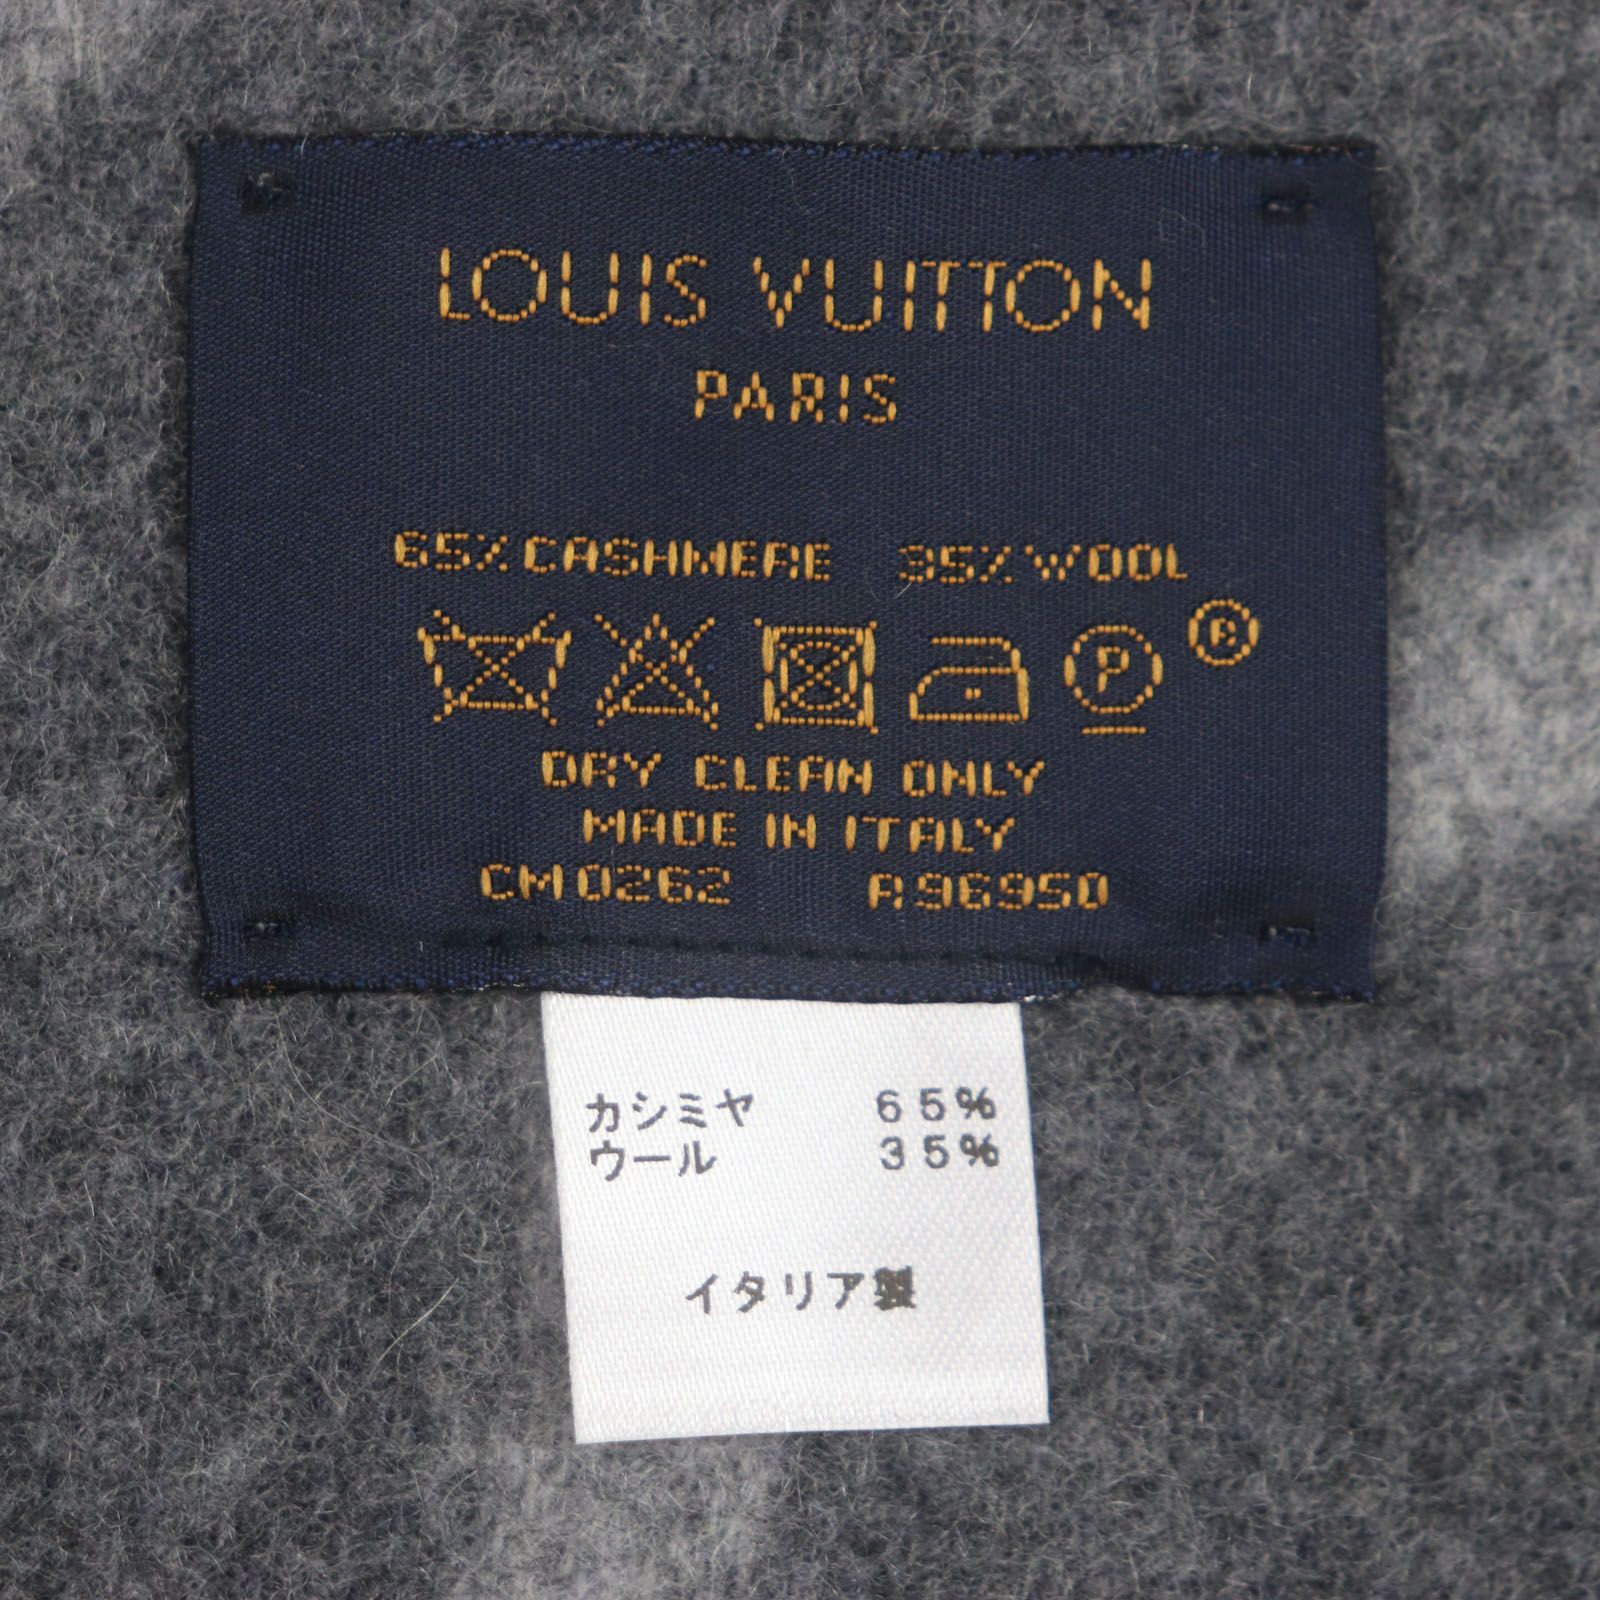 LOUIS VUITTON
PARIS
65% CASHMERE 35% WOOL
P ®
DRY CLEAN ONLY
MADE IN ITALY
CM0262 R96950
カシミヤ 65%
ウール 35%
イタリア製